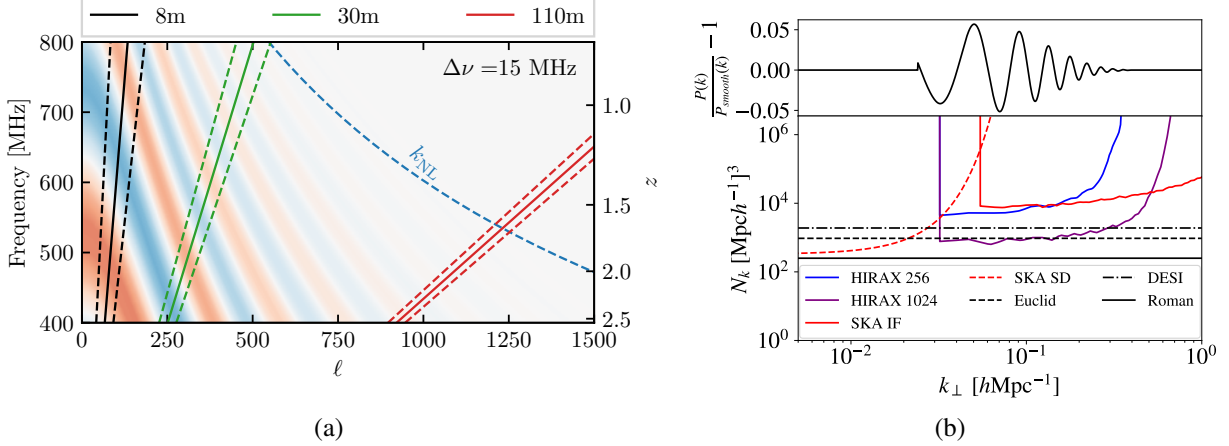 8m 30m 110m
Δν =15 MHz
k_NL
800
700
600
500
400
Frequency [MHz]
0 250 500 750 1000 1250 1500
ℓ
1.0
1.5
2.0
2.5
z
(a)
0.05
0.00
−0.05
P(k)/P_smooth(k) − 1
10^6
10^4
10^2
10^0
N_k [Mpch^−1]^3
HIRAX 256 SKA SD DESI
HIRAX 1024 Euclid Roman
SKA IF
10^−2 10^−1 10^0
k_⊥ [hMpc^−1]
(b)